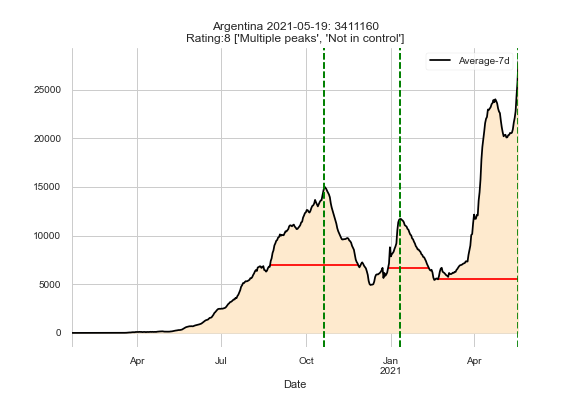 Argentina 2021-05-19: 3411160
Rating:8 ['Multiple peaks', 'Not in control']
Average-7d
25000
20000
15000
10000
5000
0
Apr
Jul
Oct
Jan
2021
Apr
Date